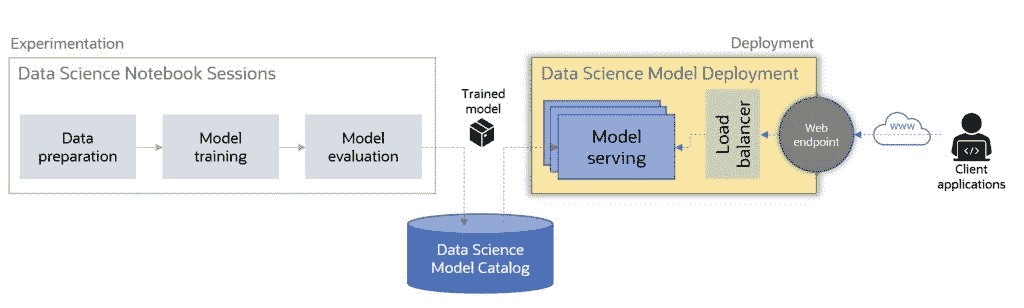 Experimentation
Data Science Notebook Sessions
Data
preparation
Model
training
Model
evaluation
Trained
model
Data Science
Model Catalog
Deployment
Data Science Model Deployment
Model
serving
Load
balancer
Web
endpoint
www
</>
Client
applications